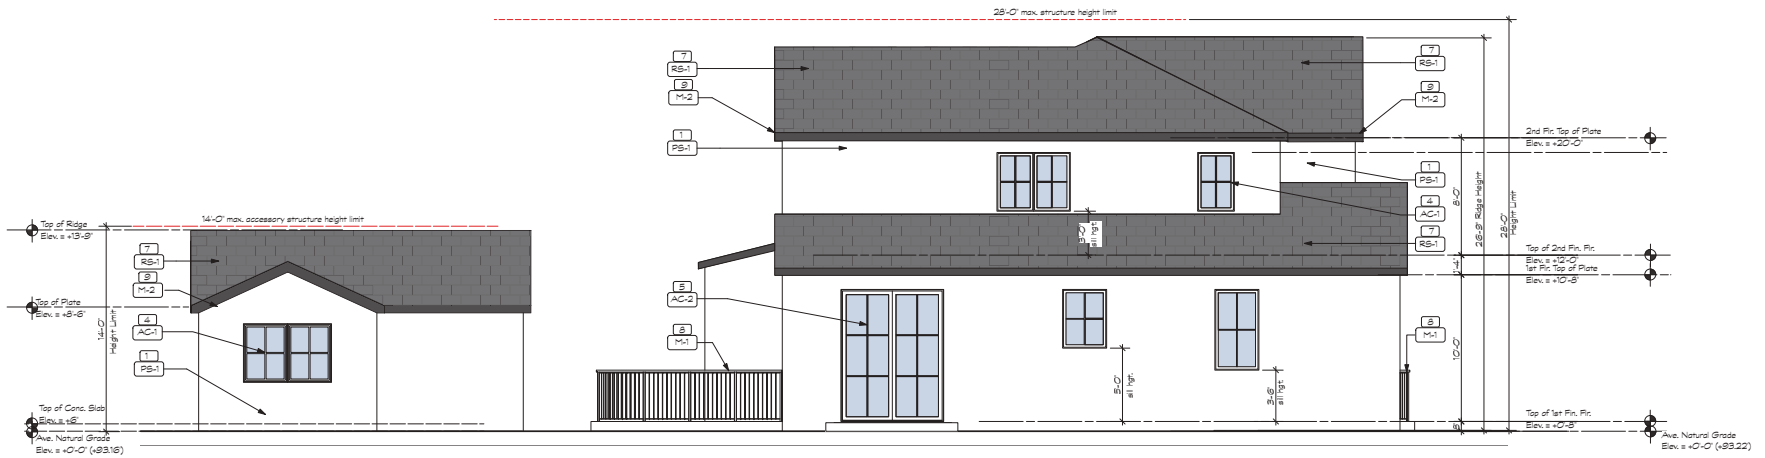 28'-0" max. structure height limit
7
RS-1
9
M-2
1
PS-1
7
RS-1
9
M-2
2nd Flr. Top of Plate
Elev. = +20'-0"
1
PS-1
4
AC-1
7
RS-1
8'-0"
26'-9" Ridge Height
28'-0"
Height Limit
3'-0"
sill hgt.
Top of 2nd Fin. Flr.
Elev. = +12'-0"
1'-4"
1st Flr. Top of Plate
Elev. = +10'-8"
14'-0" max. accessory structure height limit
Top of Ridge
Elev. = +13'-9"
7
RS-1
9
M-2
Top of Plate
Elev. = +8'-6"
14'-0"
Height Limit
4
AC-1
1
PS-1
5
AC-2
8
M-1
8
M-1
10'-0"
5'-0"
sill hgt.
3'-6"
sill hgt.
Top of Conc. Slab
Elev. = +6"
Ave. Natural Grade
Elev. = +0'-0" (+93.16')
Top of 1st Fin. Flr.
Elev. = +0'-8"
8"
Ave. Natural Grade
Elev. = +0'-0" (+93.22')